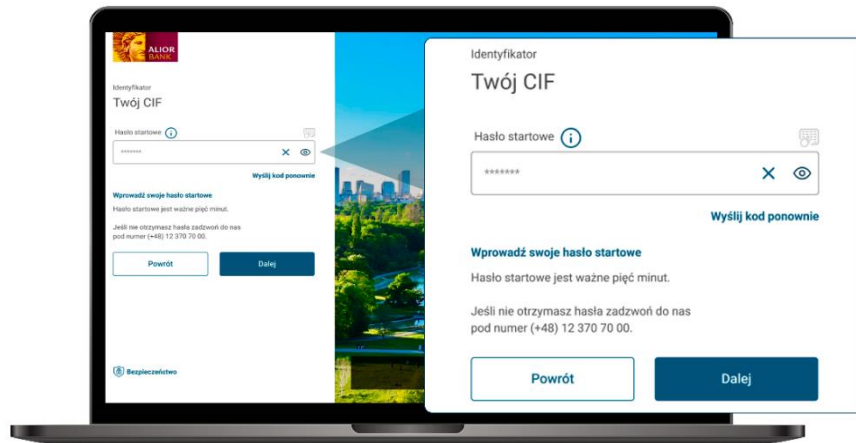 ALIOR
BANK
Identyfikator
Twój CIF
Hasło startowe
*******
Wyślij kod ponownie
Wprowadź swoje hasło startowe
Hasło startowe jest ważne pięć minut.
Jeśli nie otrzymasz hasła zadzwoń do nas
pod numer (+48) 12 370 70 00.
Powrót
Dalej
Bezpieczeństwo
Identyfikator
Twój CIF
Hasło startowe
*******
Wyślij kod ponownie
Wprowadź swoje hasło startowe
Hasło startowe jest ważne pięć minut.
Jeśli nie otrzymasz hasła zadzwoń do nas
pod numer (+48) 12 370 70 00.
Powrót
Dalej